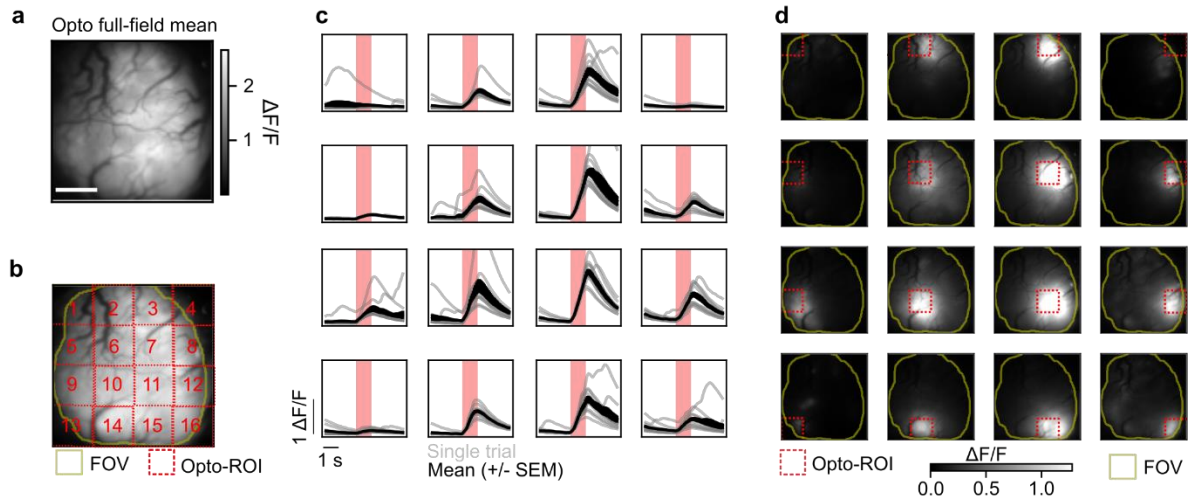 a
Opto full-field mean
2
1
ΔF/F
b
1 2 3 4
5 6 7 8
9 10 11 12
13 14 15 16
FOV
Opto-ROI
c
1 ΔF/F
1 s
Single trial
Mean (+/- SEM)
d
Opto-ROI
ΔF/F
0.0 0.5 1.0
FOV